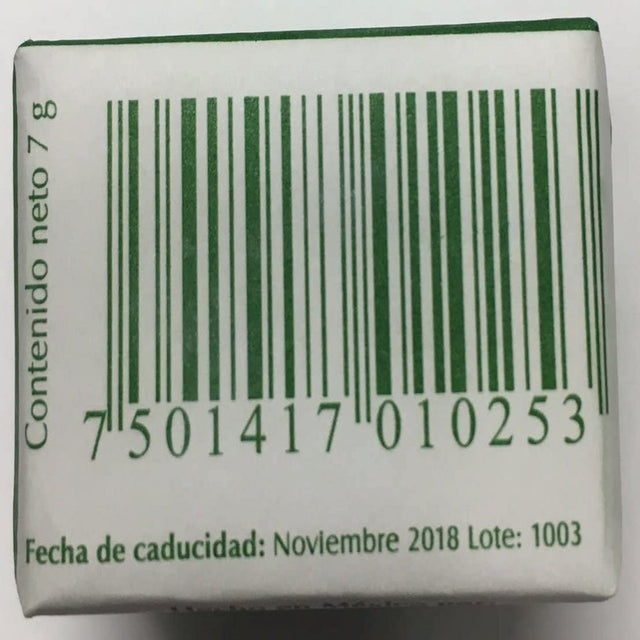 Contenido neto 7 g
7 501417 010253
Fecha de caducidad: Noviembre 2018 Lote: 1003